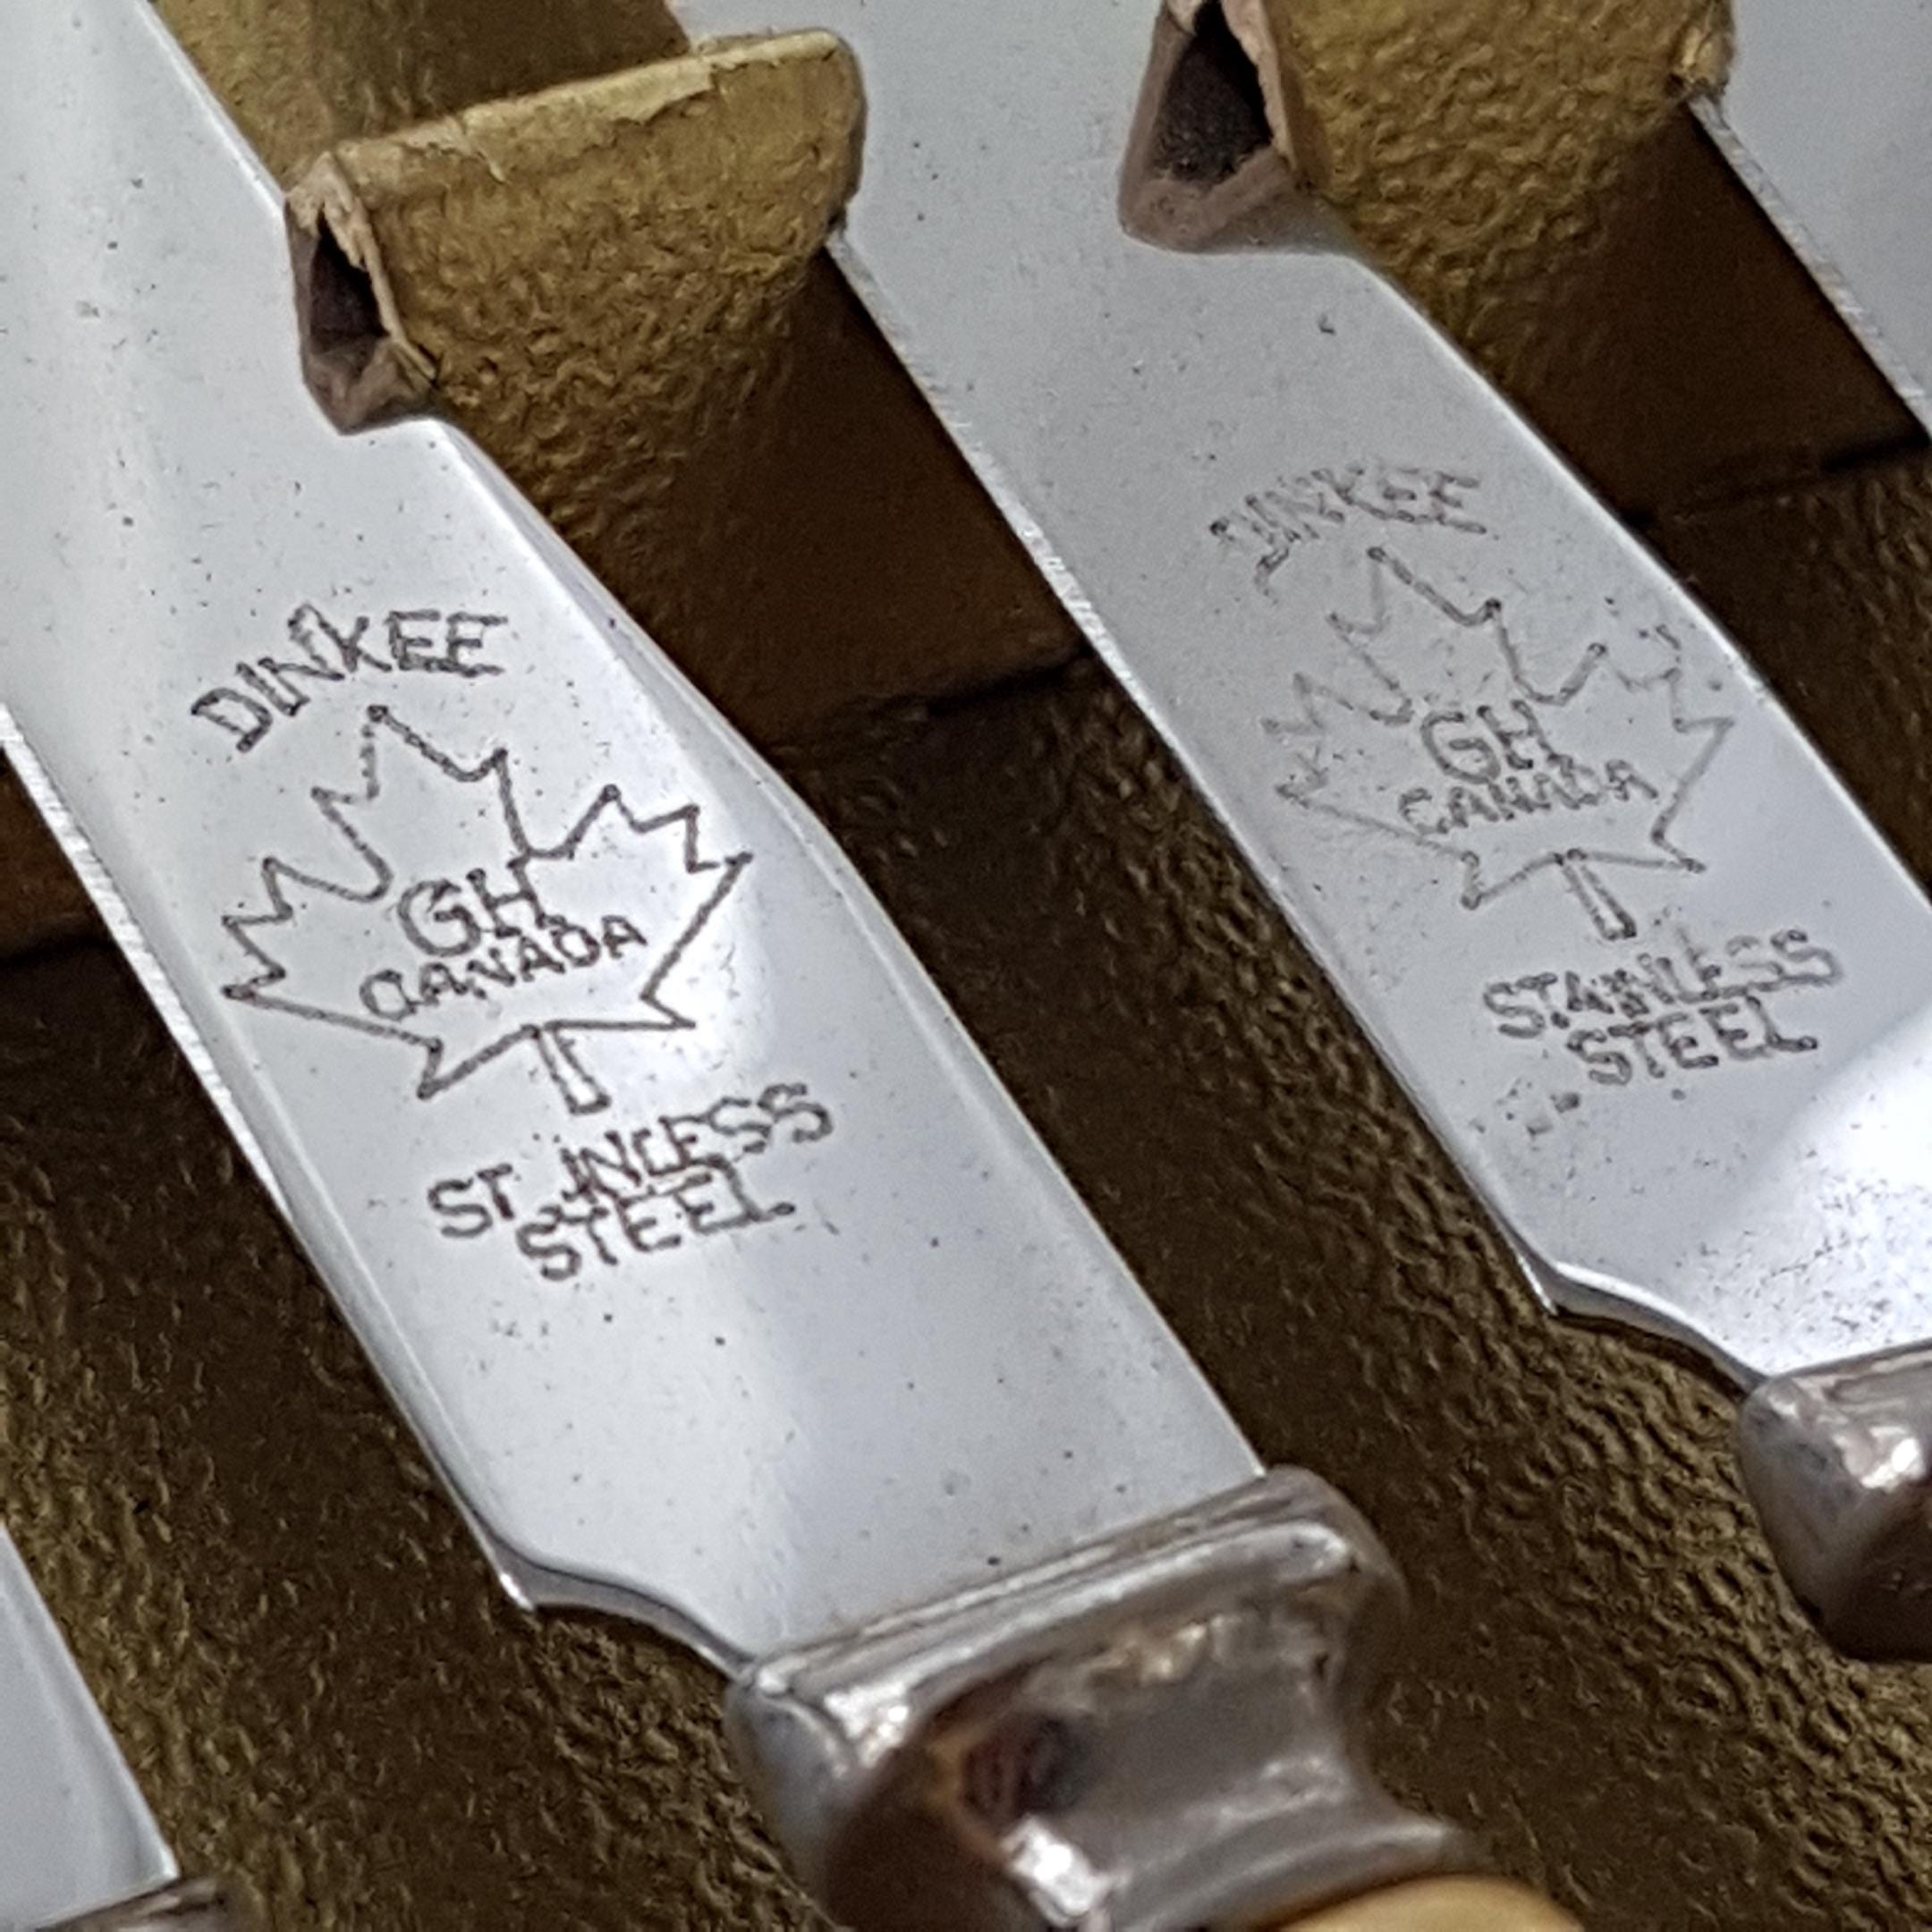 DINKEE
GH
CANADA
ST INLESS
STEEL
DINKEE
GH
CANADA
STAINLESS
STEEL